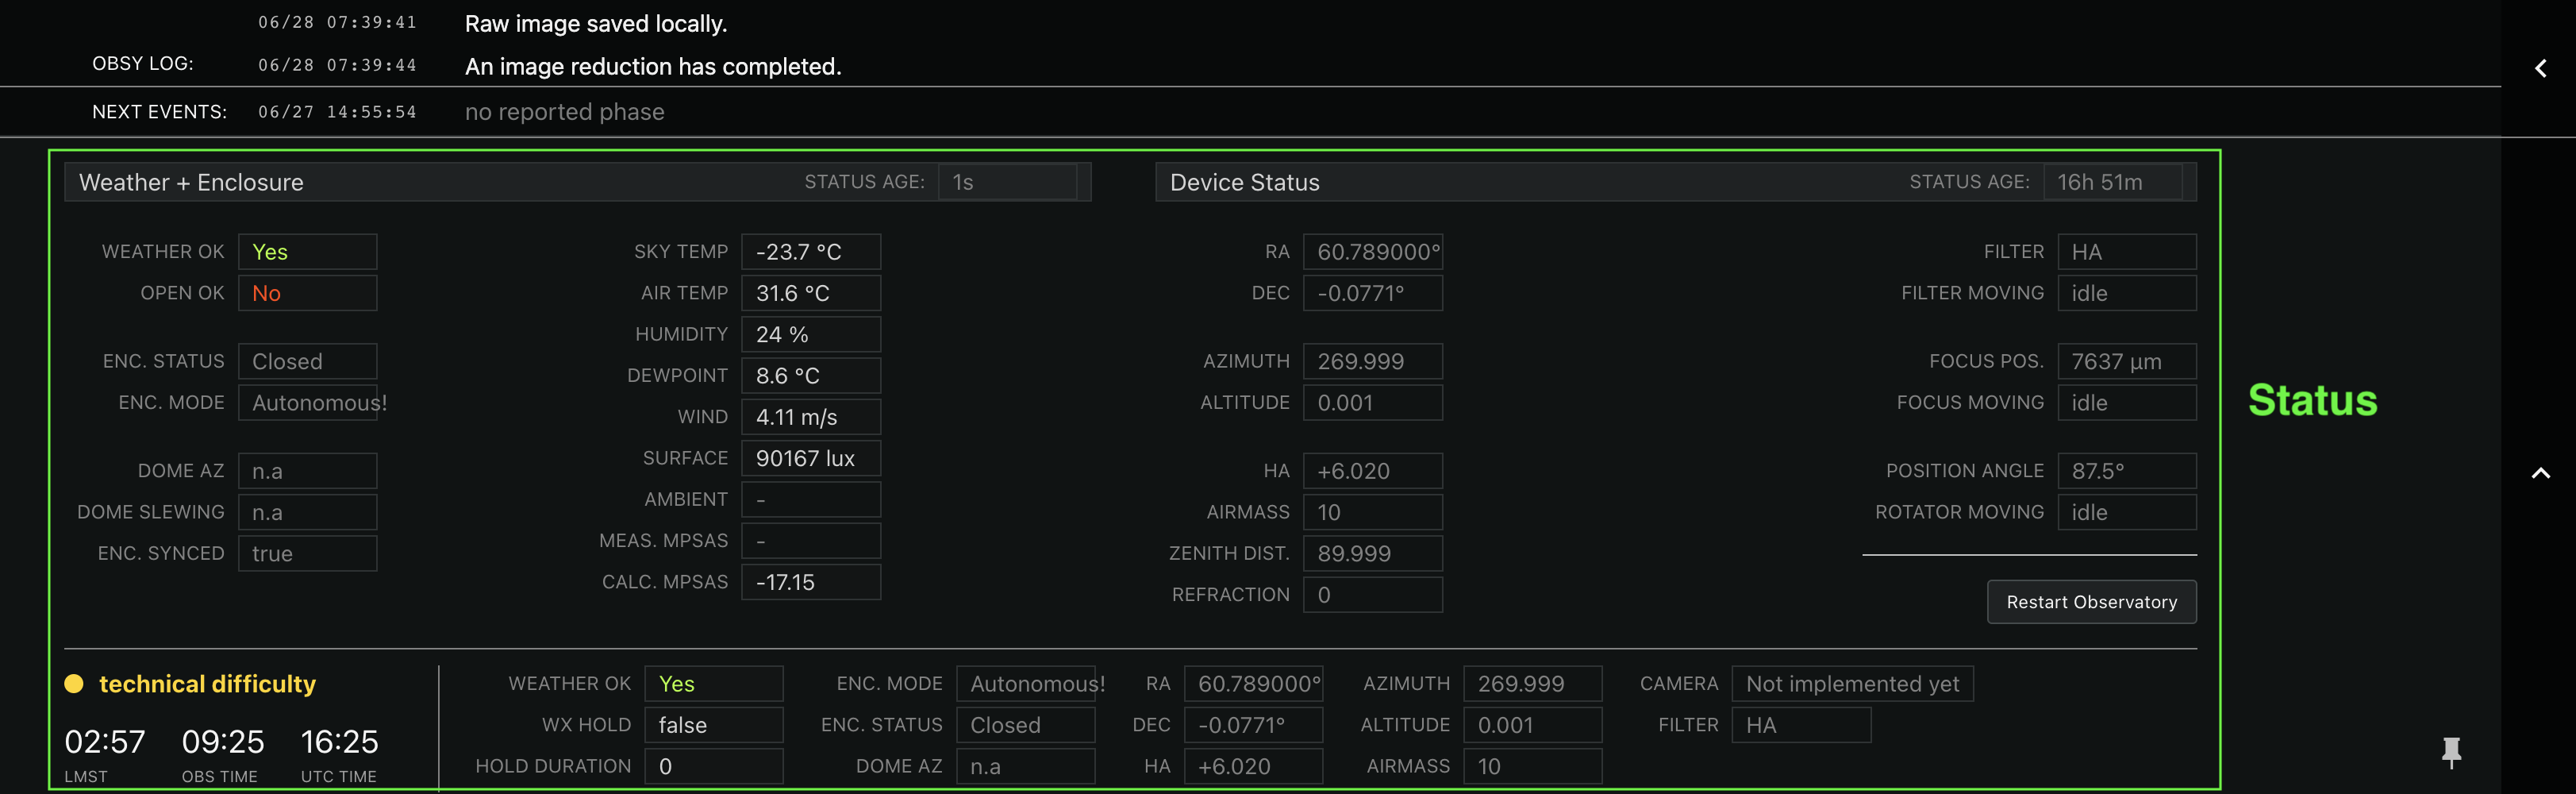 06/28 07:39:41 Raw image saved locally.
OBSY LOG: 06/28 07:39:44 An image reduction has completed.
NEXT EVENTS: 06/27 14:55:54 no reported phase
Weather + Enclosure STATUS AGE: 1s
WEATHER OK Yes
OPEN OK No
ENC. STATUS Closed
ENC. MODE Autonomous!
DOME AZ n.a
DOME SLEWING n.a
ENC. SYNCED true
SKY TEMP -23.7 °C
AIR TEMP 31.6 °C
HUMIDITY 24 %
DEWPOINT 8.6 °C
WIND 4.11 m/s
SURFACE 90167 lux
AMBIENT -
MEAS. MPSAS -
CALC. MPSAS -17.15
Device Status STATUS AGE: 16h 51m
RA 60.789000°
DEC -0.0771°
AZIMUTH 269.999
ALTITUDE 0.001
HA +6.020
AIRMASS 10
ZENITH DIST. 89.999
REFRACTION 0
FILTER HA
FILTER MOVING idle
FOCUS POS. 7637 µm
FOCUS MOVING idle
POSITION ANGLE 87.5°
ROTATOR MOVING idle
Restart Observatory
Status
technical difficulty
02:57 09:25 16:25
LMST OBS TIME UTC TIME
WEATHER OK Yes
WX HOLD false
HOLD DURATION 0
ENC. MODE Autonomous!
ENC. STATUS Closed
DOME AZ n.a
RA 60.789000°
DEC -0.0771°
HA +6.020
AZIMUTH 269.999
ALTITUDE 0.001
AIRMASS 10
CAMERA Not implemented yet
FILTER HA